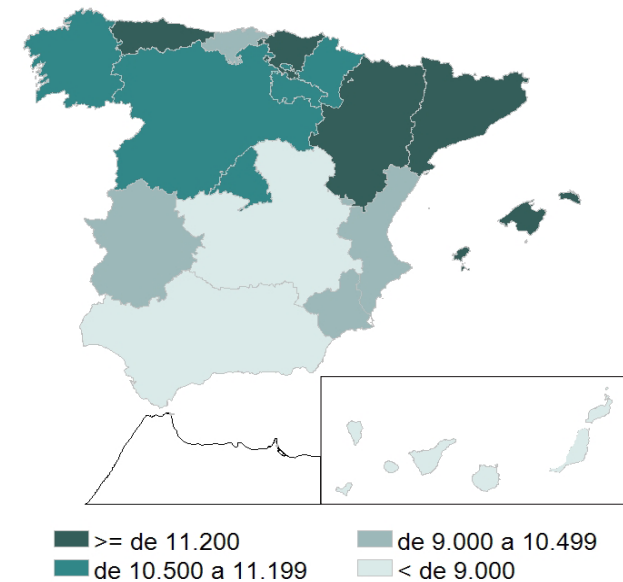 >= de 11.200
de 10.500 a 11.199
de 9.000 a 10.499
< de 9.000